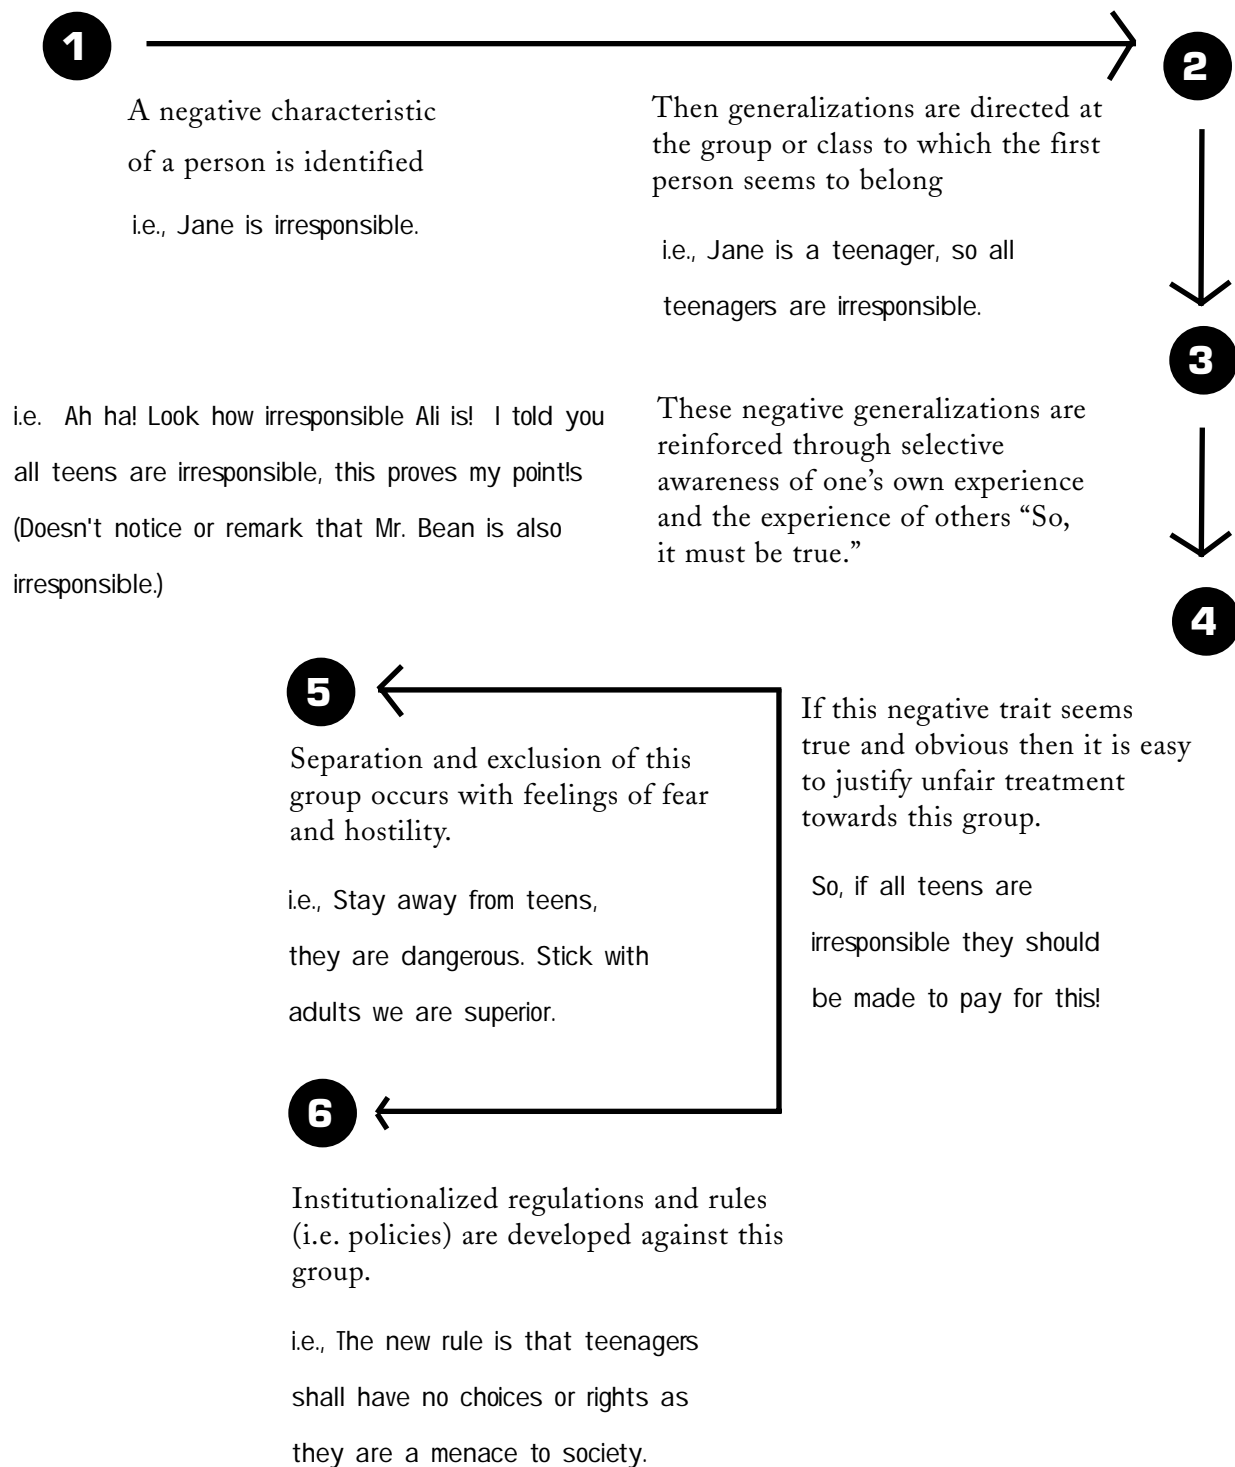 1
A negative characteristic
of a person is identified
i.e., Jane is irresponsible.
2
Then generalizations are directed at
the group or class to which the first
person seems to belong
i.e., Jane is a teenager, so all
teenagers are irresponsible.
3
These negative generalizations are
reinforced through selective
awareness of one’s own experience
and the experience of others “So,
it must be true.”
i.e. Ah ha! Look how irresponsible Ali is! I told you
all teens are irresponsible, this proves my point!s
(Doesn't notice or remark that Mr. Bean is also
irresponsible.)
4
If this negative trait seems
true and obvious then it is easy
to justify unfair treatment
towards this group.
So, if all teens are
irresponsible they should
be made to pay for this!
5
Separation and exclusion of this
group occurs with feelings of fear
and hostility.
i.e., Stay away from teens,
they are dangerous. Stick with
adults we are superior.
6
Institutionalized regulations and rules
(i.e. policies) are developed against this
group.
i.e., The new rule is that teenagers
shall have no choices or rights as
they are a menace to society.